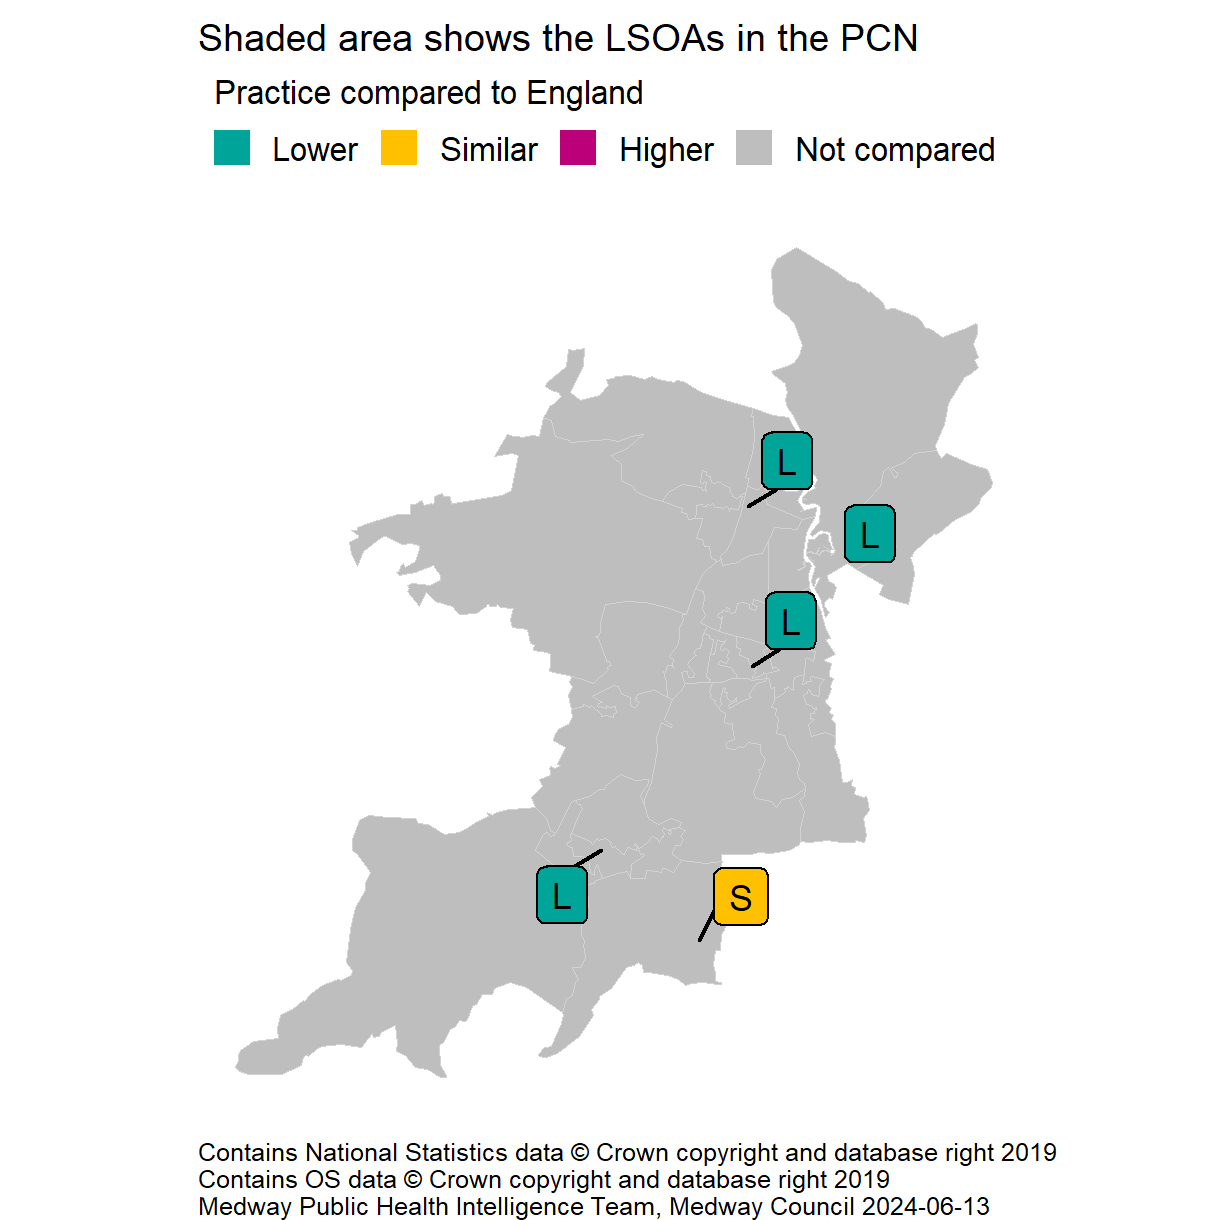 Shaded area shows the LSOAs in the PCN
Practice compared to England
Lower Similar Higher Not compared
L
L
L
L
S
Contains National Statistics data © Crown copyright and database right 2019
Contains OS data © Crown copyright and database right 2019
Medway Public Health Intelligence Team, Medway Council 2024-06-13